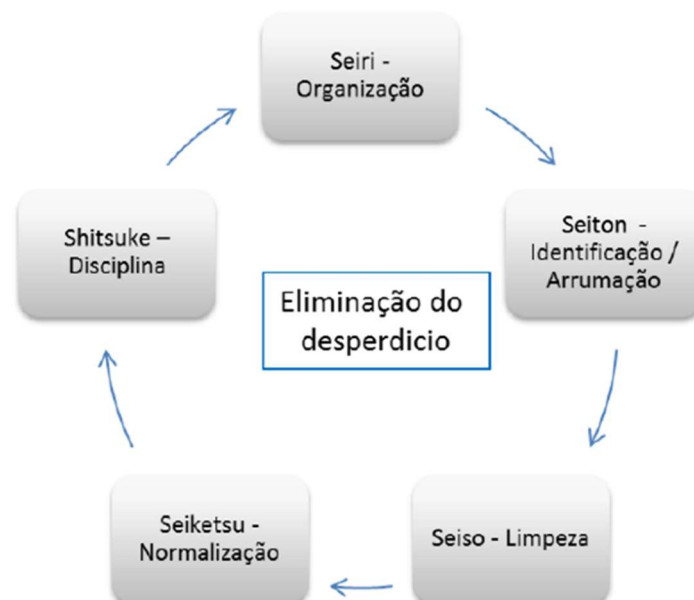 Seiri -
Organização
Seiton -
Identificação /
Arrumação
Seiso - Limpeza
Seiketsu -
Normalização
Shitsuke –
Disciplina
Eliminação do
desperdicio